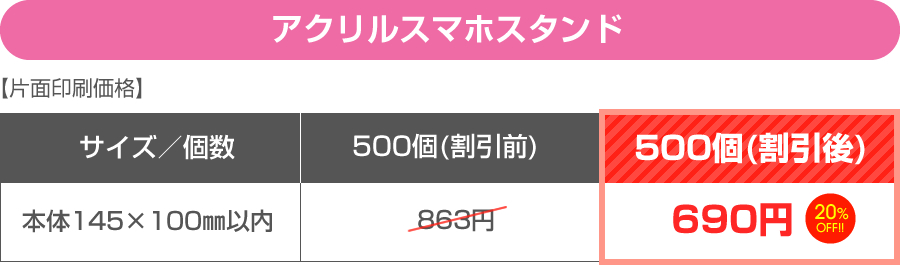 アクリルスマホスタンド
【片面印刷価格】
サイズ／個数 500個(割引前) 500個(割引後)
本体145×100㎜以内 863円 690円 20%
OFF!!